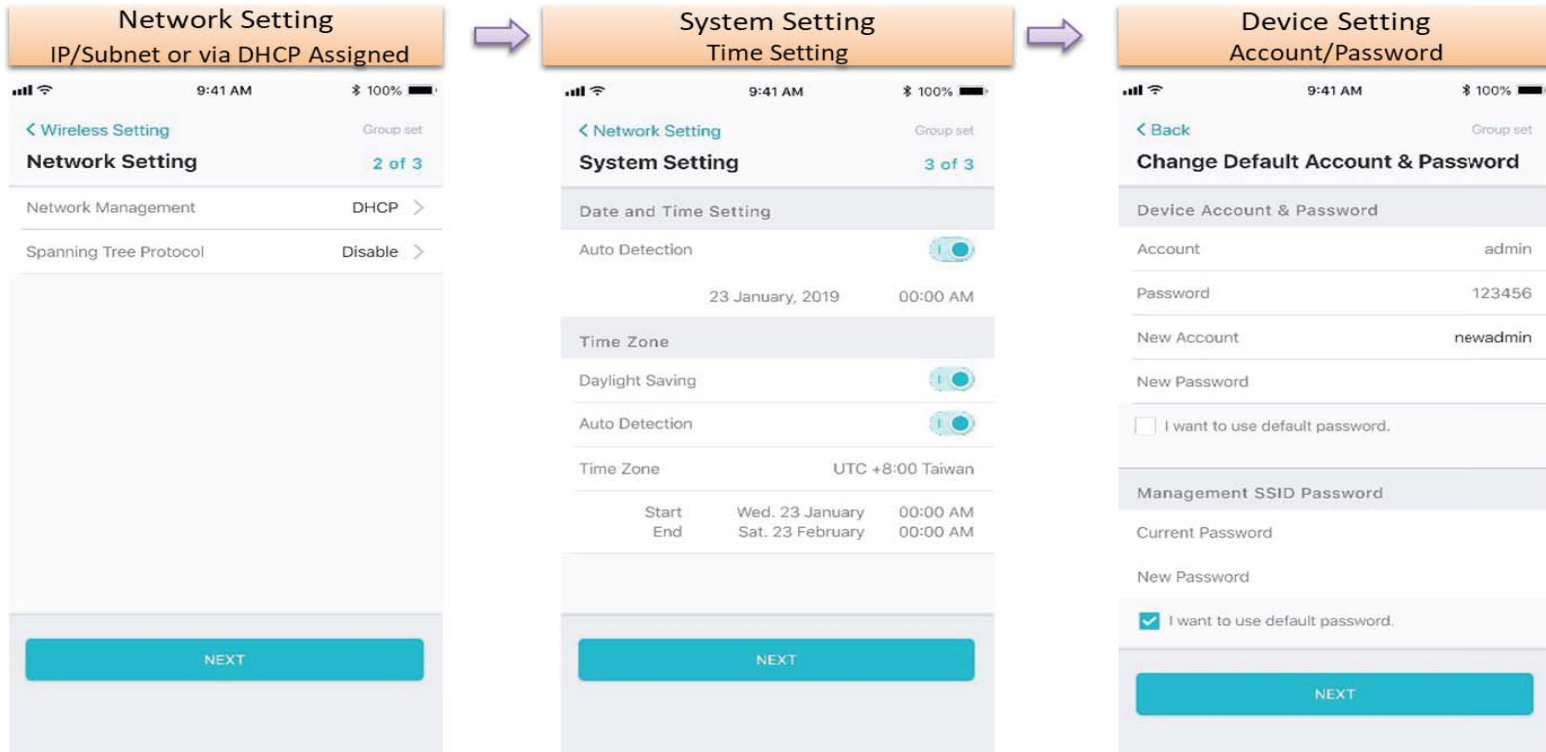 Network Setting
IP/Subnet or via DHCP Assigned
9:41 AM 100%
< Wireless Setting Group set
Network Setting 2 of 3
Network Management DHCP >
Spanning Tree Protocol Disable >
NEXT
System Setting
Time Setting
9:41 AM 100%
< Network Setting Group set
System Setting 3 of 3
Date and Time Setting
Auto Detection
23 January, 2019 00:00 AM
Time Zone
Daylight Saving
Auto Detection
Time Zone UTC +8:00 Taiwan
Start Wed. 23 January 00:00 AM
End Sat. 23 February 00:00 AM
NEXT
Device Setting
Account/Password
9:41 AM 100%
< Back Group set
Change Default Account & Password
Device Account & Password
Account admin
Password 123456
New Account newadmin
New Password
I want to use default password.
Management SSID Password
Current Password
New Password
I want to use default password.
NEXT